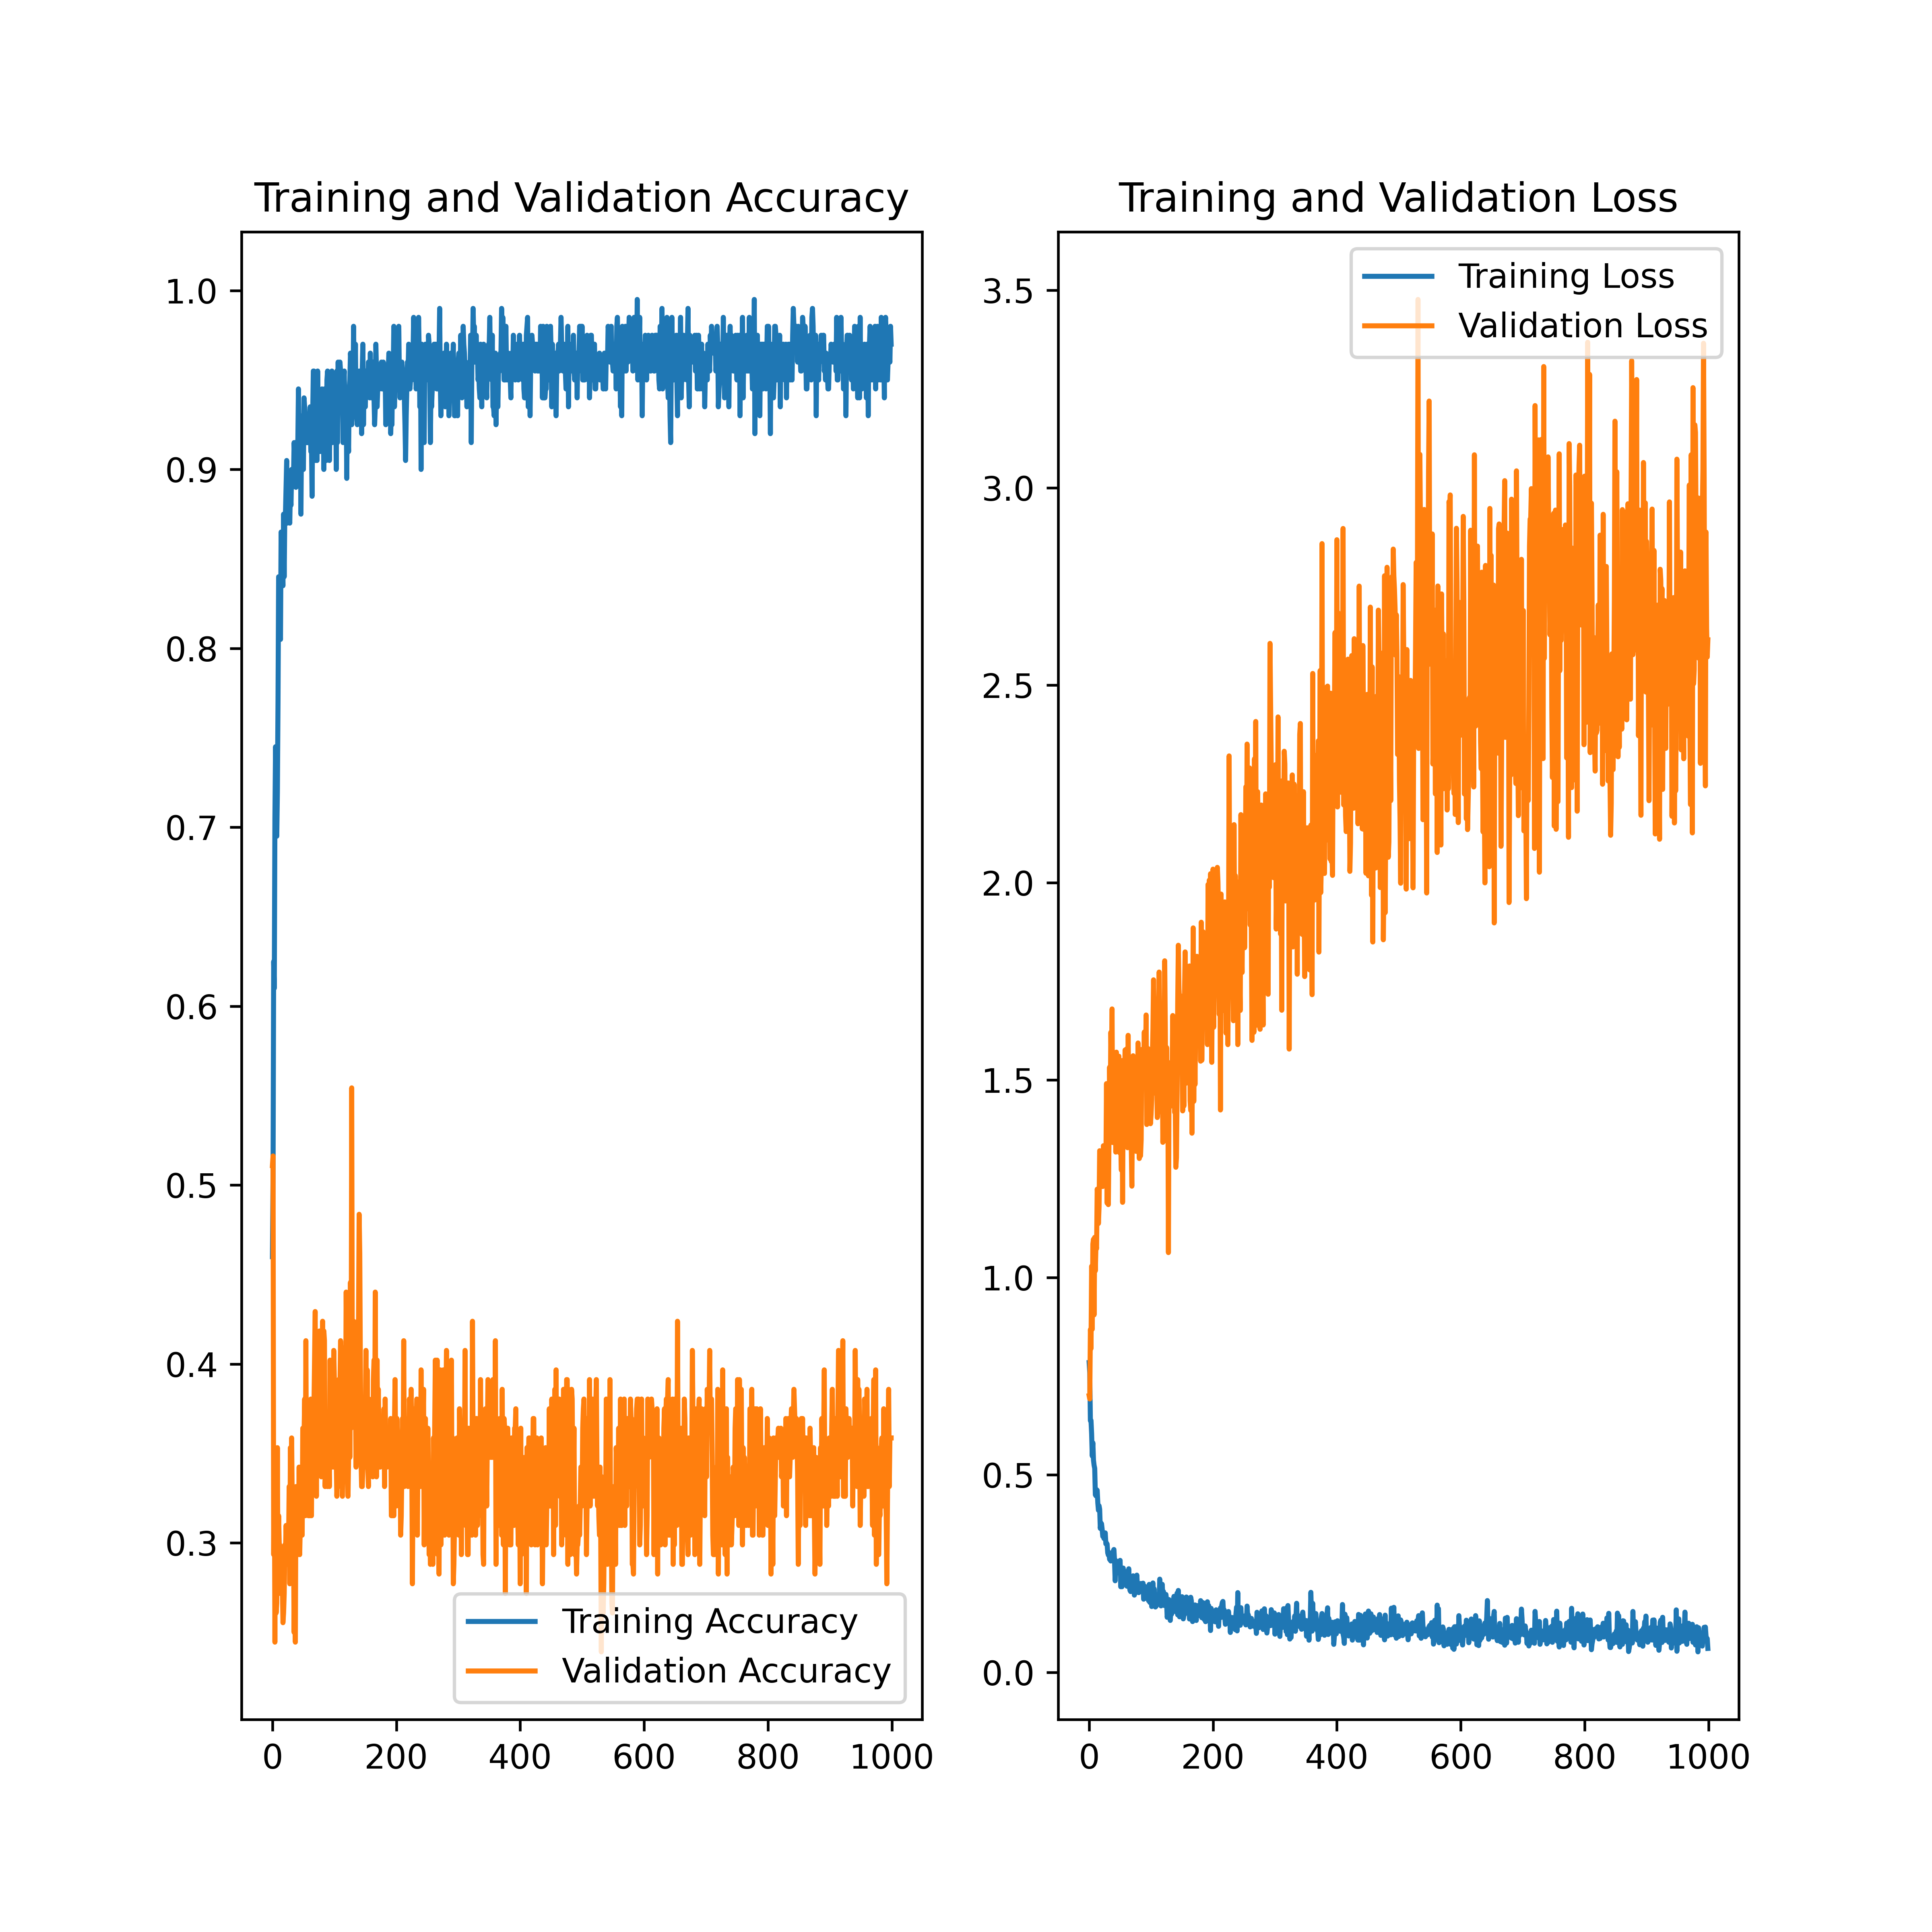 Training and Validation Accuracy
1.0
0.9
0.8
0.7
0.6
0.5
0.4
0.3
Training Accuracy
Validation Accuracy
0 200 400 600 800 1000
Training and Validation Loss
3.5
3.0
2.5
2.0
1.5
1.0
0.5
0.0
Training Loss
Validation Loss
0 200 400 600 800 1000